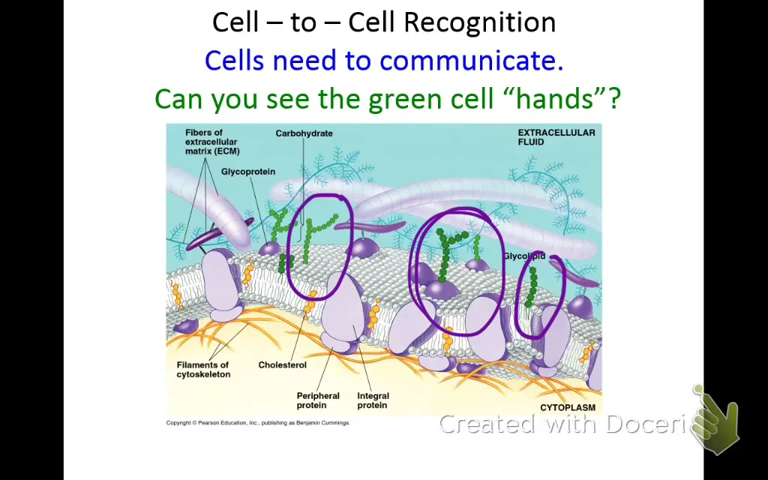 Cell – to – Cell Recognition
Cells need to communicate.
Can you see the green cell “hands”?
Fibers of
extracellular
matrix (ECM)
Carbohydrate
EXTRACELLULAR
FLUID
Glycoprotein
Glycolipid
Filaments of
cytoskeleton
Cholesterol
Peripheral
protein
Integral
protein
CYTOPLASM
Copyright © Pearson Education, Inc., publishing as Benjamin Cummings.
Created with Doceri